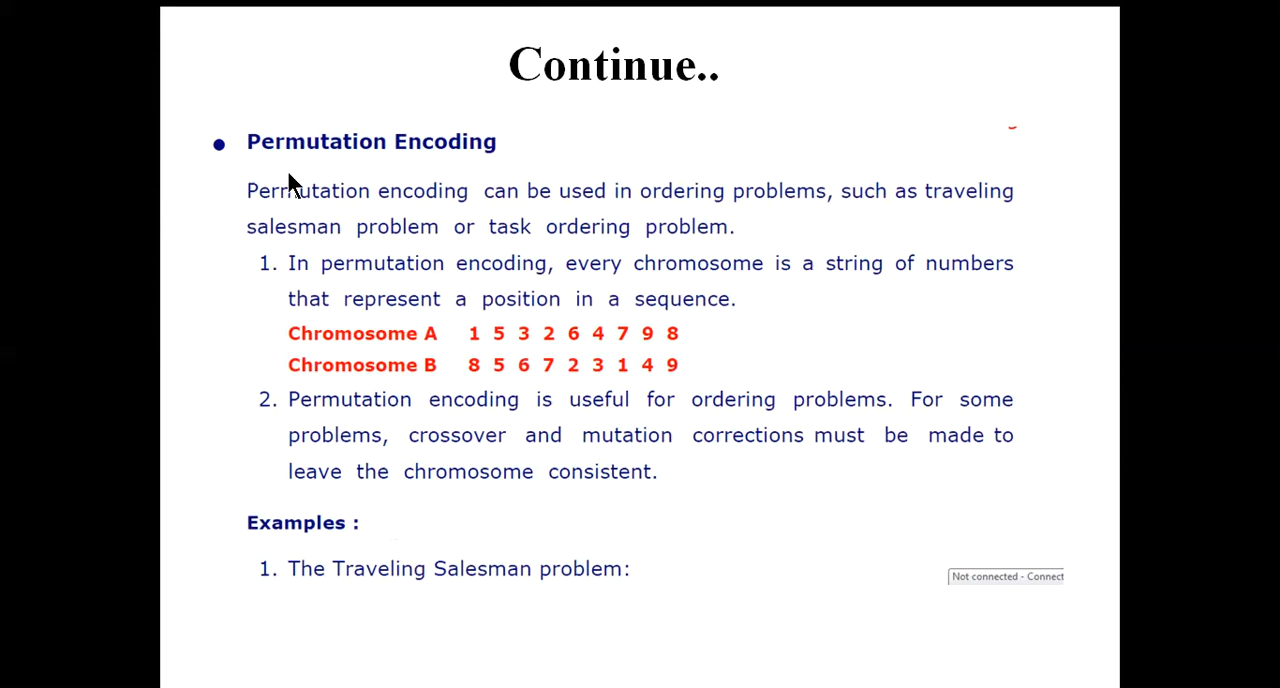 Continue..
● Permutation Encoding
Permutation encoding can be used in ordering problems, such as traveling
salesman problem or task ordering problem.
1. In permutation encoding, every chromosome is a string of numbers
that represent a position in a sequence.
Chromosome A 1 5 3 2 6 4 7 9 8
Chromosome B 8 5 6 7 2 3 1 4 9
2. Permutation encoding is useful for ordering problems. For some
problems, crossover and mutation corrections must be made to
leave the chromosome consistent.
Examples :
1. The Traveling Salesman problem:
Not connected - Connect